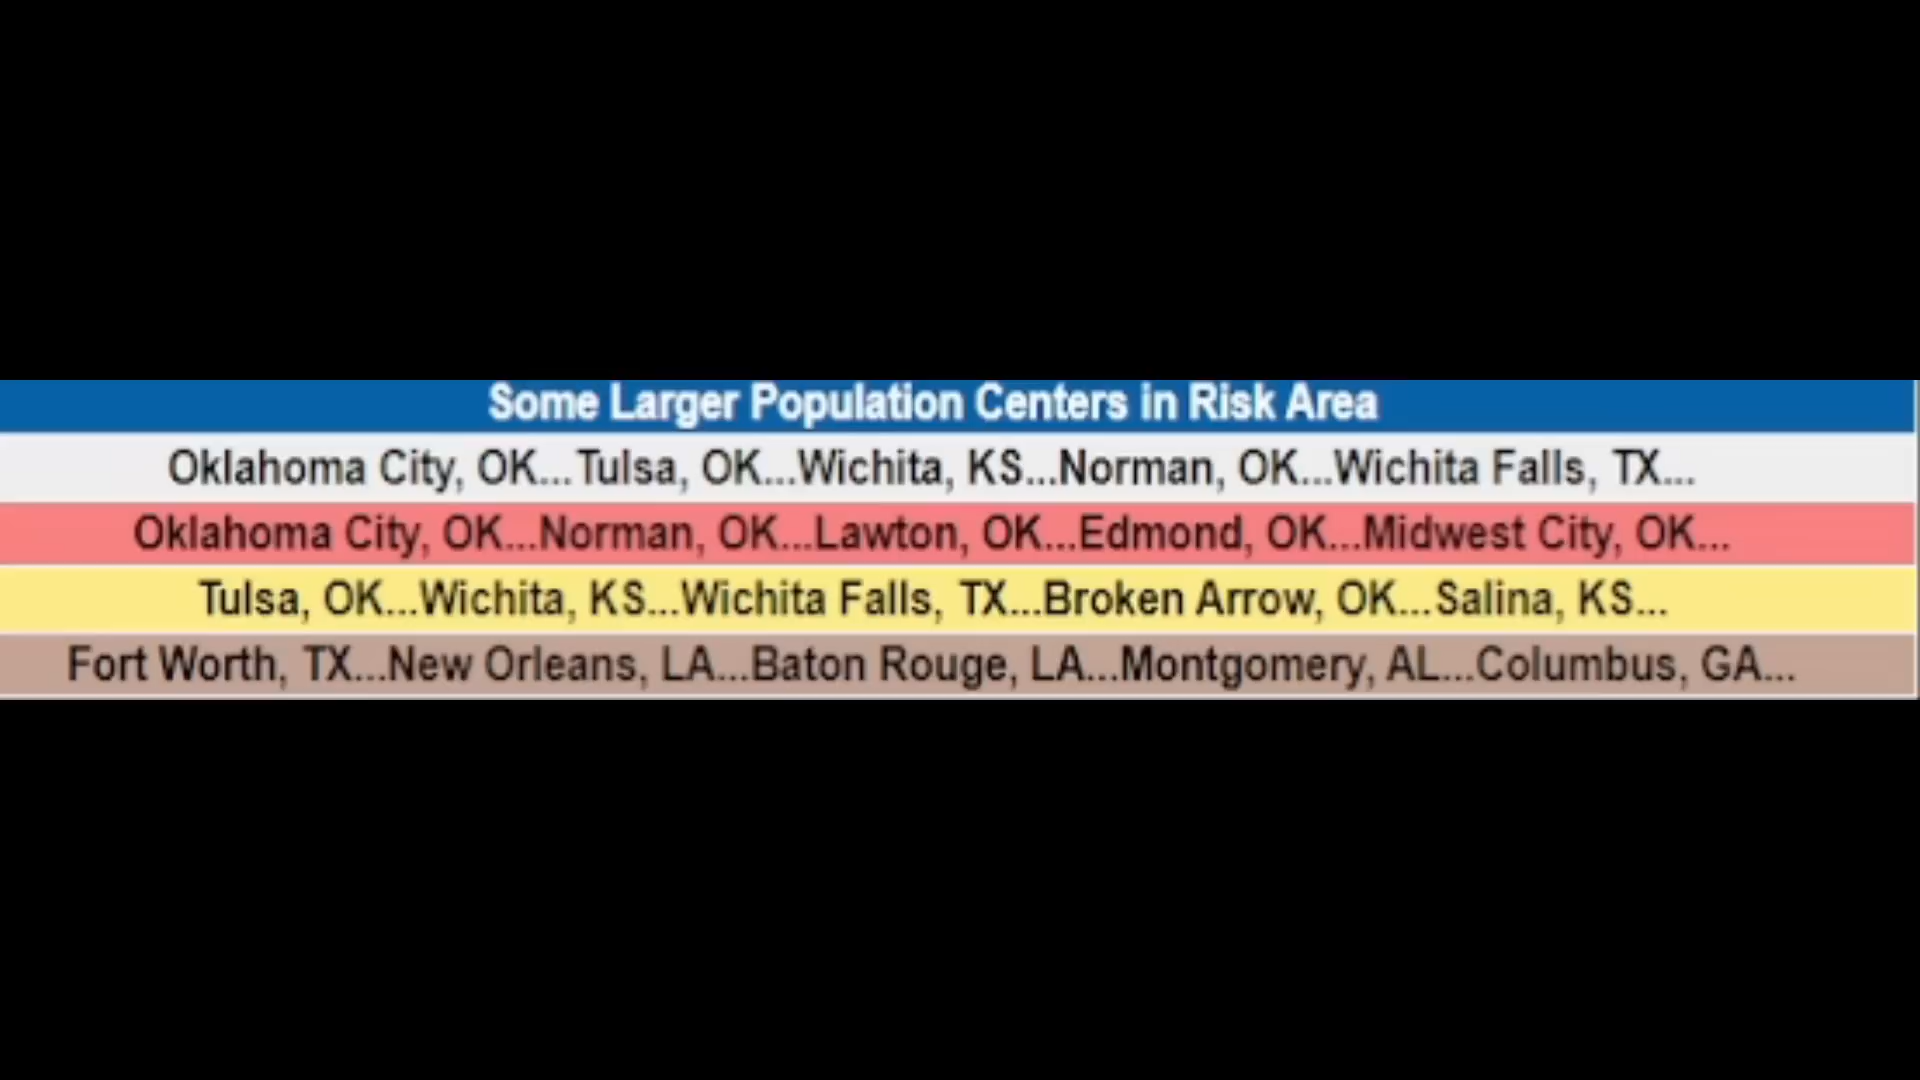 Some Larger Population Centers in Risk Area
Oklahoma City, OK...Tulsa, OK...Wichita, KS...Norman, OK...Wichita Falls, TX...
Oklahoma City, OK...Norman, OK...Lawton, OK...Edmond, OK...Midwest City, OK...
Tulsa, OK...Wichita, KS...Wichita Falls, TX...Broken Arrow, OK...Salina, KS...
Fort Worth, TX...New Orleans, LA...Baton Rouge, LA...Montgomery, AL...Columbus, GA...